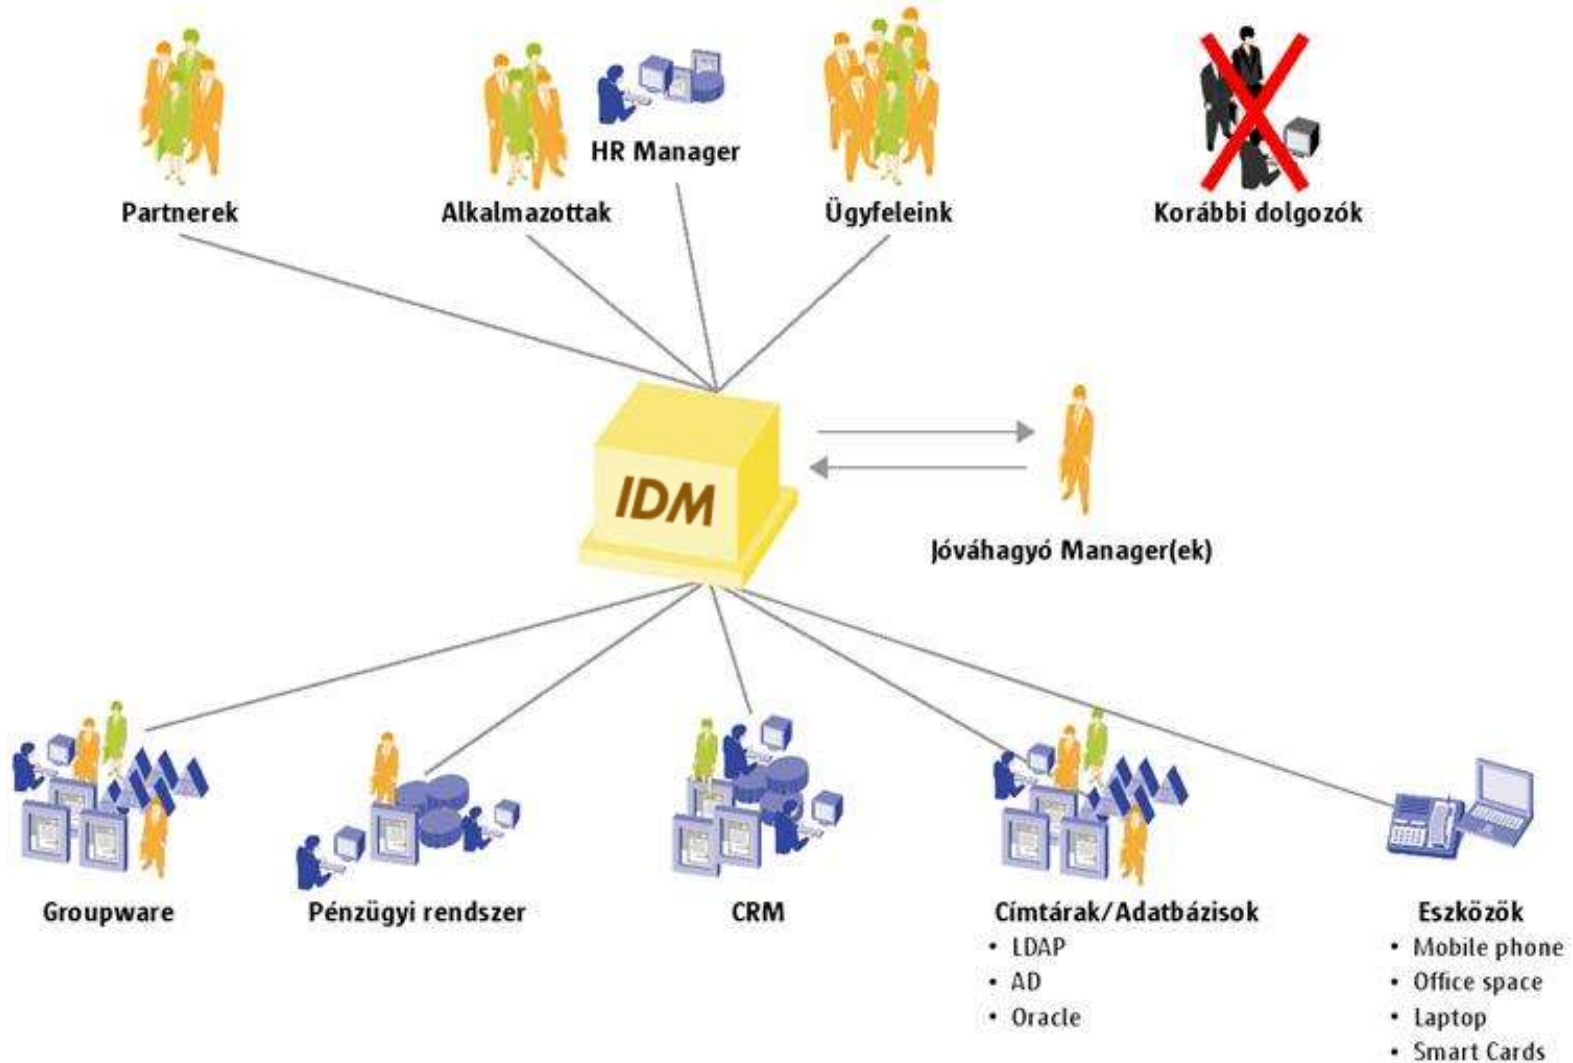 HR Manager
Partnerek
Alkalmazottak
Ügyfeleink
Korábbi dolgozók
IDM
Jóváhagyó Manager(ek)
Groupware
Pénzügyi rendszer
CRM
Címtárak/Adatbázisok
• LDAP
• AD
• Oracle
Eszközök
• Mobile phone
• Office space
• Laptop
• Smart Cards